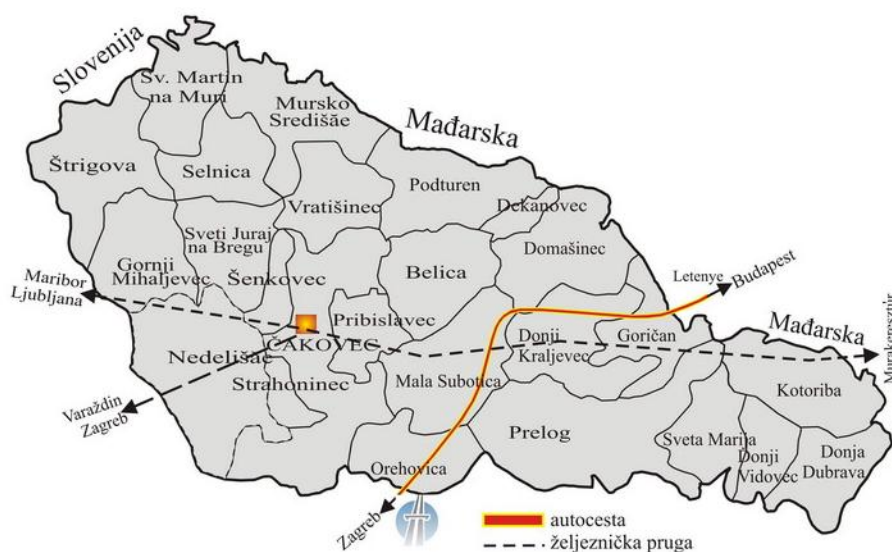 Slovenija
Sv. Martin
na Muri
Mursko
Središæe
Mađarska
Štrigova
Selnica
Podturen
Vratišinec
Dekanovec
Sveti Juraj
na Bregu
Domašinec
Gornji
Mihaljevec
Šenkovec
Belica
Letenye
Budapest
Maribor
Ljubljana
Pribislavec
Mađarska
Donji
Kraljevec
Goričan
Murakeresztúr
Nedelišæe
ČAKOVEC
Strahoninec
Mala Subotica
Kotoriba
Varaždin
Zagreb
Prelog
Sveta Marija
Donji
Vidovec
Donja
Dubrava
Orehovica
Zagreb
autocesta
željeznička pruga